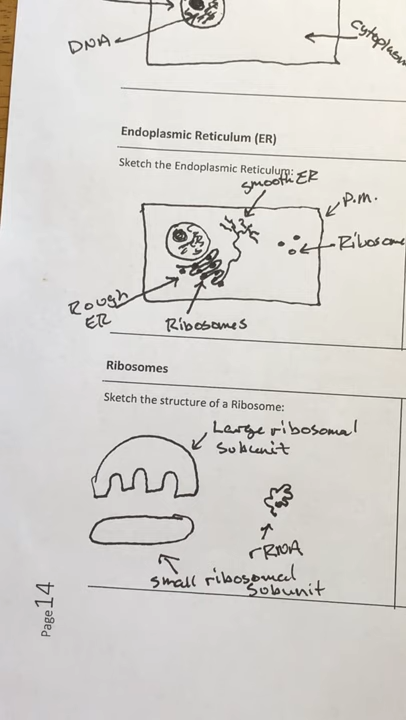 DNA
Cytoplasm
Endoplasmic Reticulum (ER)
Sketch the Endoplasmic Reticulum:
smooth ER
P.M.
Ribosome
Rough
ER
Ribosomes
Ribosomes
Sketch the structure of a Ribosome:
Large ribosomal
subunit
rRNA
small ribosomal
subunit
Page 14